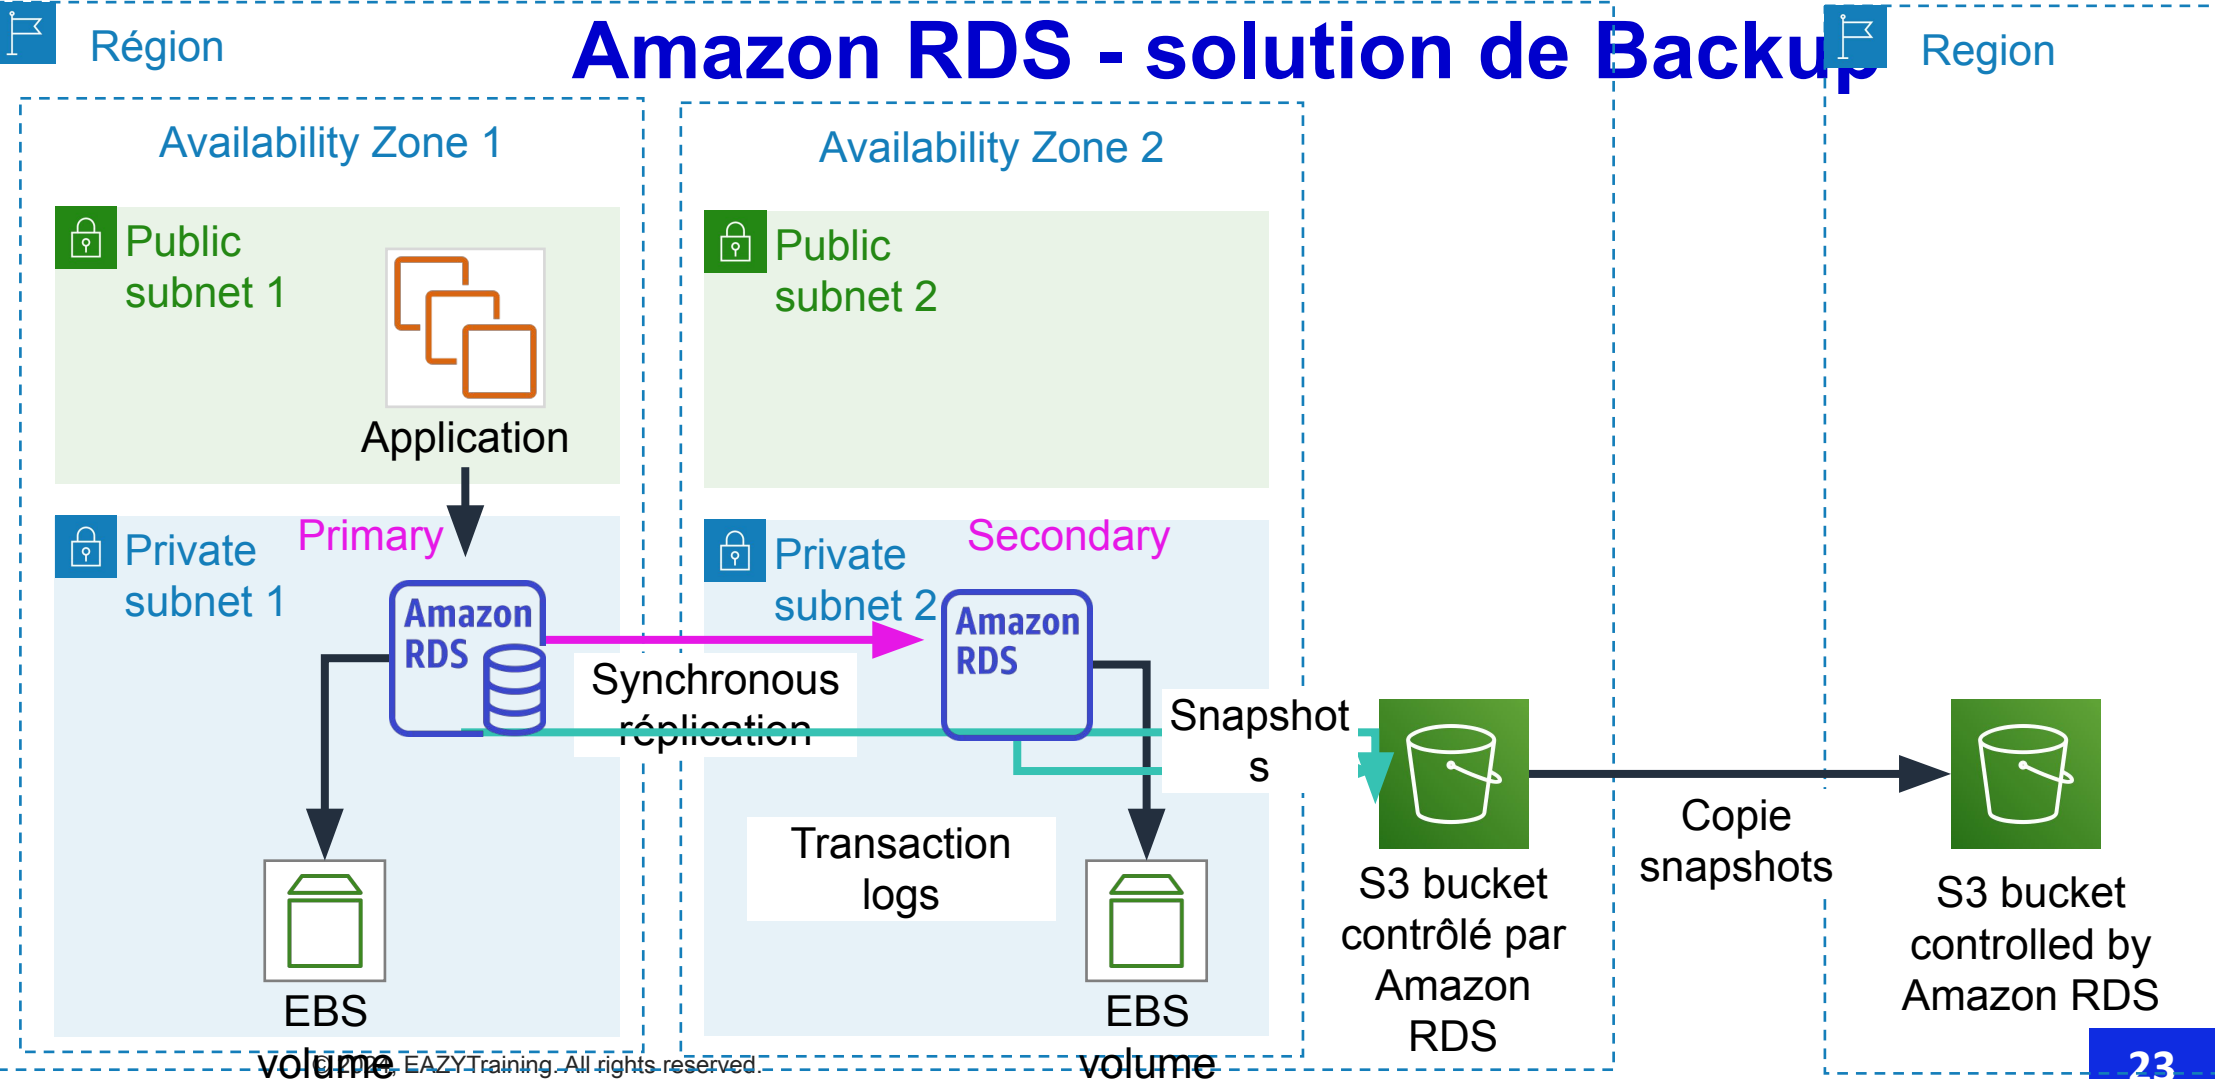 Amazon RDS - solution de Backup
Région
Region
Availability Zone 1
Availability Zone 2
Public
subnet 1
Application
Public
subnet 2
Private
subnet 1
Primary
Amazon
RDS
Private
subnet 2
Secondary
Amazon
RDS
Synchronous
réplication
Snapshot
s
Transaction
logs
EBS
volume
EBS
volume
S3 bucket
contrôlé par
Amazon
RDS
Copie
snapshots
S3 bucket
controlled by
Amazon RDS
© 2024, EAZYTraining. All rights reserved.
23